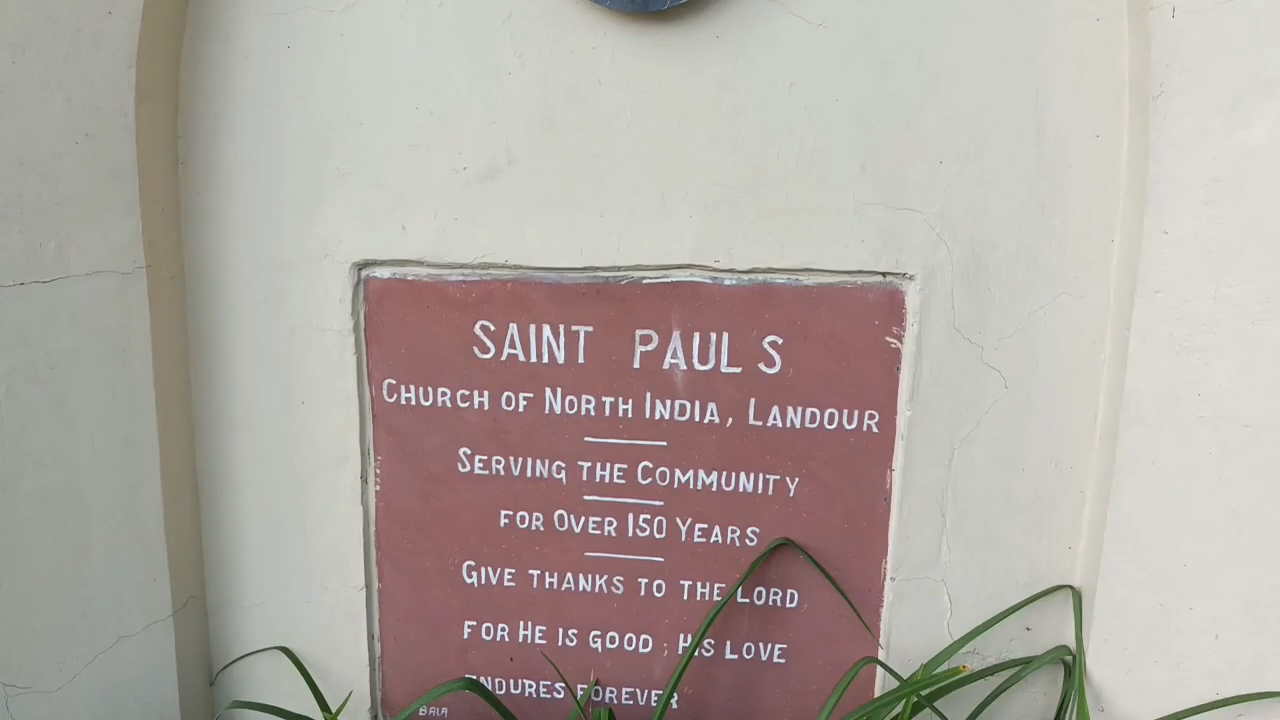 SAINT PAUL S
CHURCH OF NORTH INDIA, LANDOUR
SERVING THE COMMUNITY
FOR OVER 150 YEARS
GIVE THANKS TO THE LORD
FOR HE IS GOOD ; HIS LOVE
ENDURES FOREVER
BALA